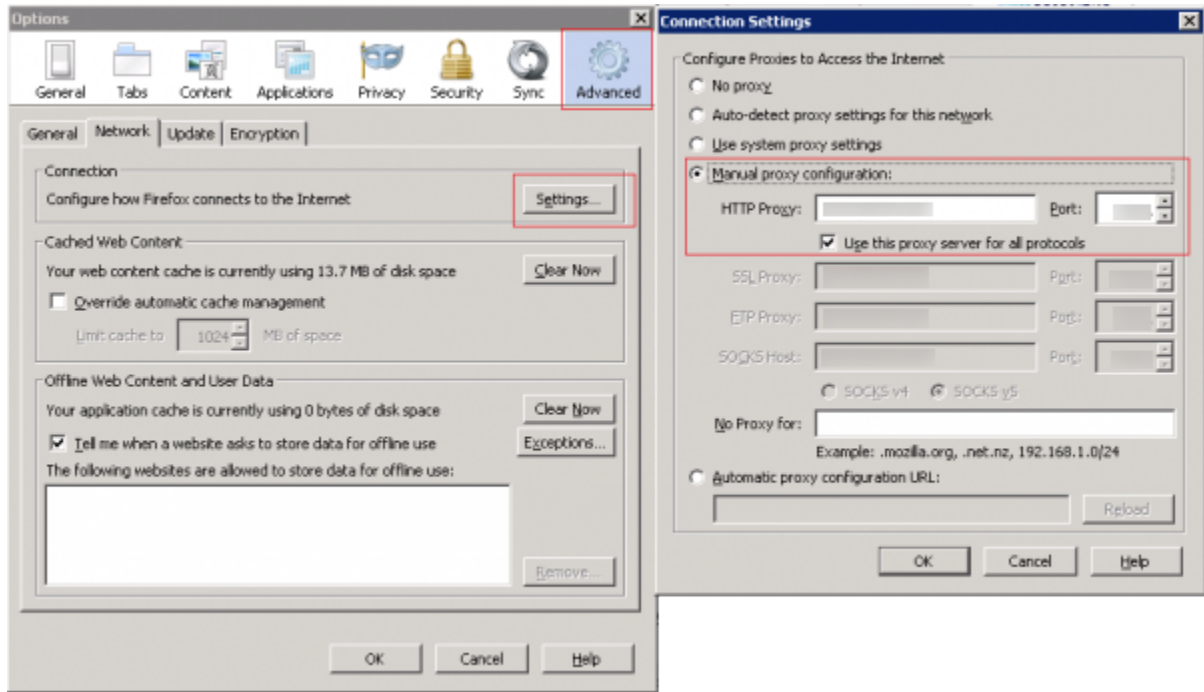 Options
General Tabs Content Applications Privacy Security Sync Advanced
General Network Update Encryption
Connection
Configure how Firefox connects to the Internet Settings...
Cached Web Content
Your web content cache is currently using 13.7 MB of disk space Clear Now
Override automatic cache management
Limit cache to 1024 MB of space
Offline Web Content and User Data
Your application cache is currently using 0 bytes of disk space Clear Now
Tell me when a website asks to store data for offline use Exceptions...
The following websites are allowed to store data for offline use:
Remove...
OK Cancel Help
Connection Settings
Configure Proxies to Access the Internet
No proxy
Auto-detect proxy settings for this network
Use system proxy settings
Manual proxy configuration:
HTTP Proxy: Port:
Use this proxy server for all protocols
SSL Proxy: Port:
FTP Proxy: Port:
SOCKS Host: Port:
SOCKS v4 SOCKS v5
No Proxy for:
Example: .mozilla.org, .net.nz, 192.168.1.0/24
Automatic proxy configuration URL:
Reload
OK Cancel Help